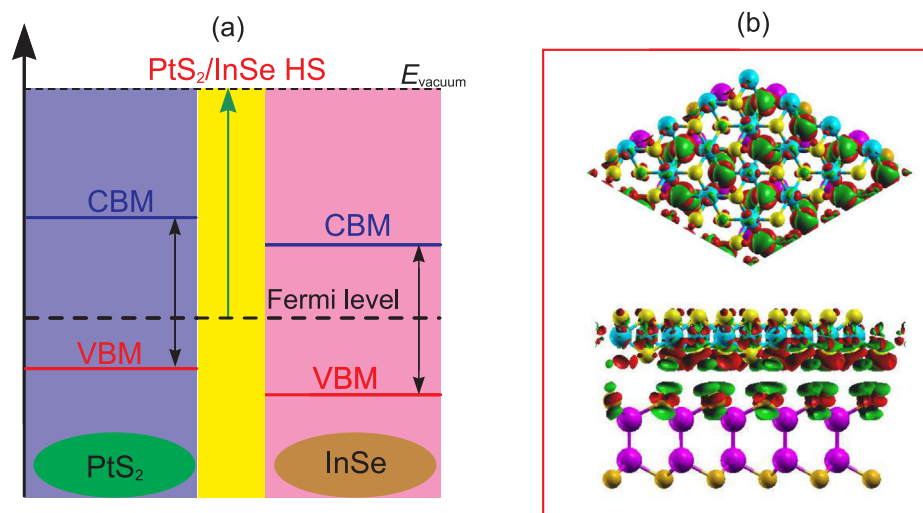 (a)
PtS₂/InSe HS
Evacuum
CBM
CBM
Fermi level
VBM
VBM
PtS₂
InSe
(b)